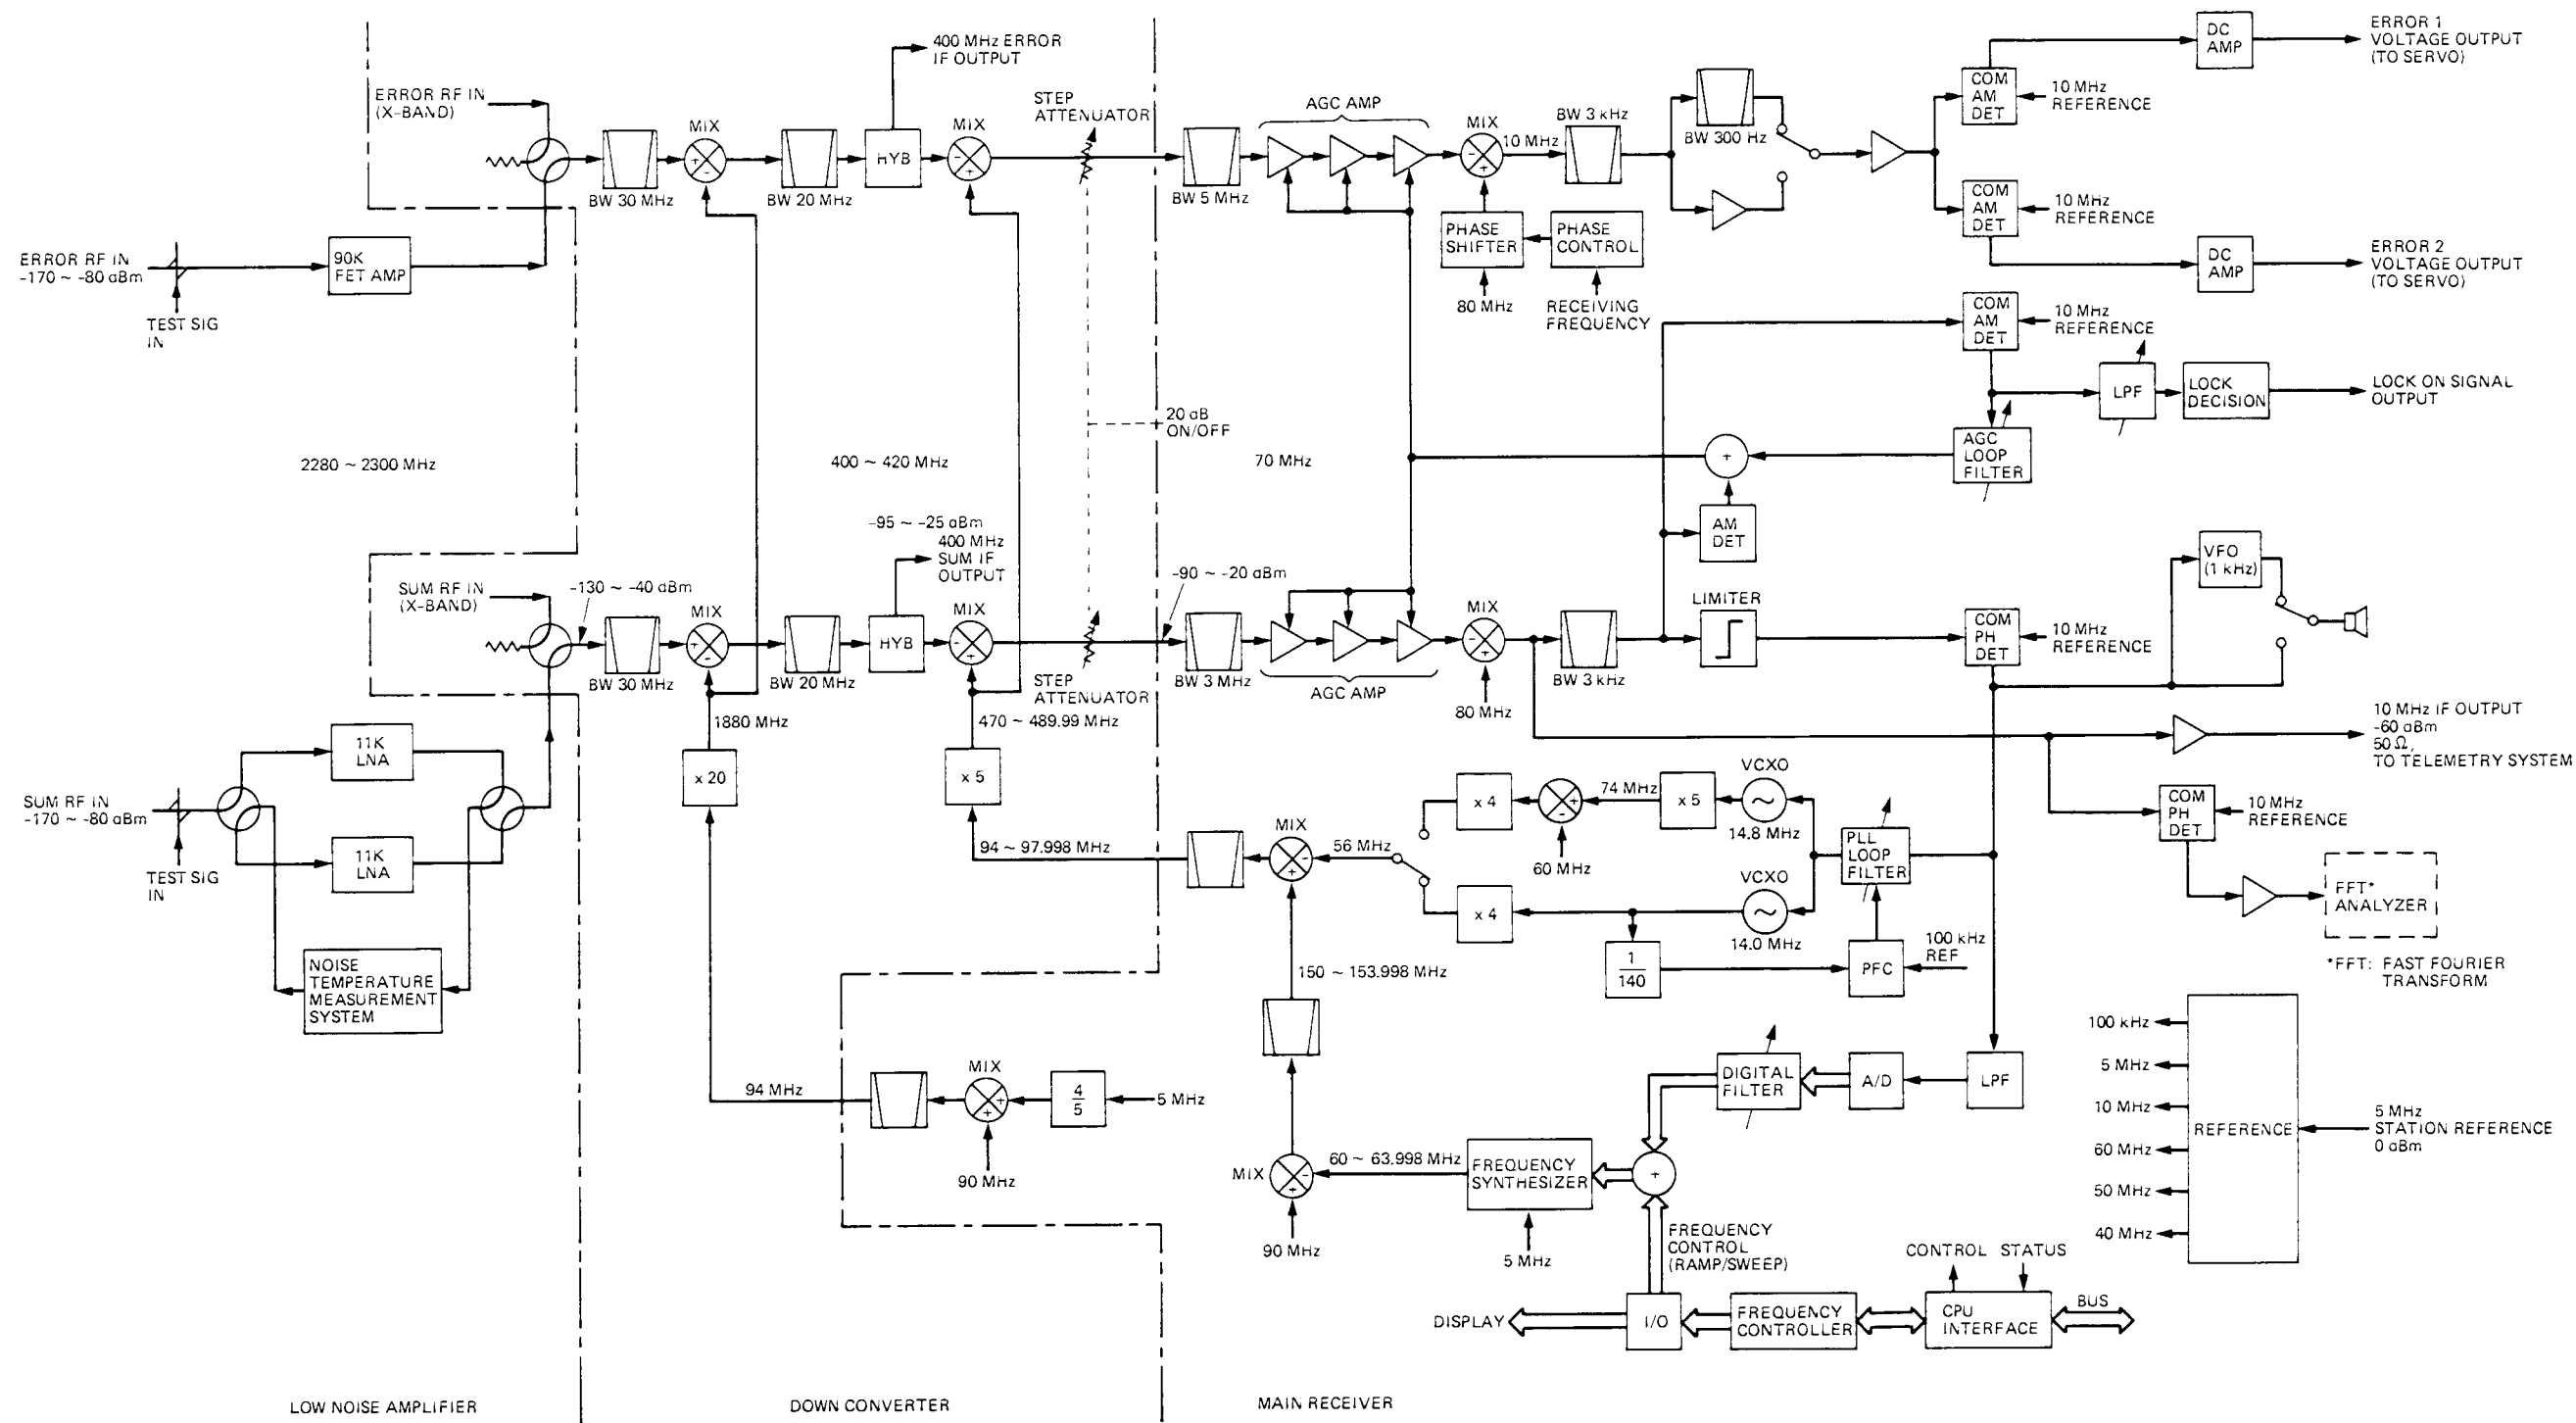 400 MHz ERROR
IF OUTPUT
ERROR RF IN
(X-BAND)
MIX
BW 30 MHz
BW 20 MHz
HYB
MIX
STEP
ATTENUATOR
BW 5 MHz
AGC AMP
MIX
10 MHz
BW 3 kHz
BW 300 Hz
COM
AM
DET
10 MHz
REFERENCE
DC
AMP
ERROR 1
VOLTAGE OUTPUT
(TO SERVO)
COM
AM
DET
10 MHz
REFERENCE
DC
AMP
ERROR 2
VOLTAGE OUTPUT
(TO SERVO)
PHASE
SHIFTER
PHASE
CONTROL
80 MHz
RECEIVING
FREQUENCY
ERROR RF IN
-170 ~ -80 dBm
TEST SIG
IN
90K
FET AMP
COM
AM
DET
10 MHz
REFERENCE
LPF
LOCK
DECISION
LOCK ON SIGNAL
OUTPUT
AGC
LOOP
FILTER
+
AM
DET
20 dB
ON/OFF
2280 ~ 2300 MHz
400 ~ 420 MHz
70 MHz
-95 ~ -25 dBm
400 MHz
SUM IF
OUTPUT
SUM RF IN
(X-BAND)
-130 ~ -40 dBm
MIX
BW 30 MHz
BW 20 MHz
HYB
MIX
STEP
ATTENUATOR
-90 ~ -20 dBm
BW 3 MHz
AGC AMP
MIX
80 MHz
BW 3 kHz
LIMITER
COM
PH
DET
10 MHz
REFERENCE
VFO
(1 kHz)
10 MHz IF OUTPUT
-60 dBm
50 Ω,
TO TELEMETRY SYSTEM
COM
PH
DET
10 MHz
REFERENCE
FFT*
ANALYZER
*FFT: FAST FOURIER
TRANSFORM
1880 MHz
x 20
470 ~ 489.99 MHz
x 5
11K
LNA
SUM RF IN
-170 ~ -80 dBm
TEST SIG
IN
11K
LNA
NOISE
TEMPERATURE
MEASUREMENT
SYSTEM
94 ~ 97.998 MHz
MIX
56 MHz
x 4
60 MHz
74 MHz
x 5
VCXO
14.8 MHz
x 4
VCXO
14.0 MHz
PLL
LOOP
FILTER
1
140
PFC
100 kHz
REF
150 ~ 153.998 MHz
94 MHz
MIX
4
5
5 MHz
90 MHz
DIGITAL
FILTER
A/D
LPF
MIX
60 ~ 63.998 MHz
FREQUENCY
SYNTHESIZER
+
90 MHz
5 MHz
FREQUENCY
CONTROL
(RAMP/SWEEP)
100 kHz
5 MHz
10 MHz
60 MHz
50 MHz
40 MHz
REFERENCE
5 MHz
STATION REFERENCE
0 dBm
CONTROL STATUS
DISPLAY
I/O
FREQUENCY
CONTROLLER
CPU
INTERFACE
BUS
LOW NOISE AMPLIFIER
DOWN CONVERTER
MAIN RECEIVER